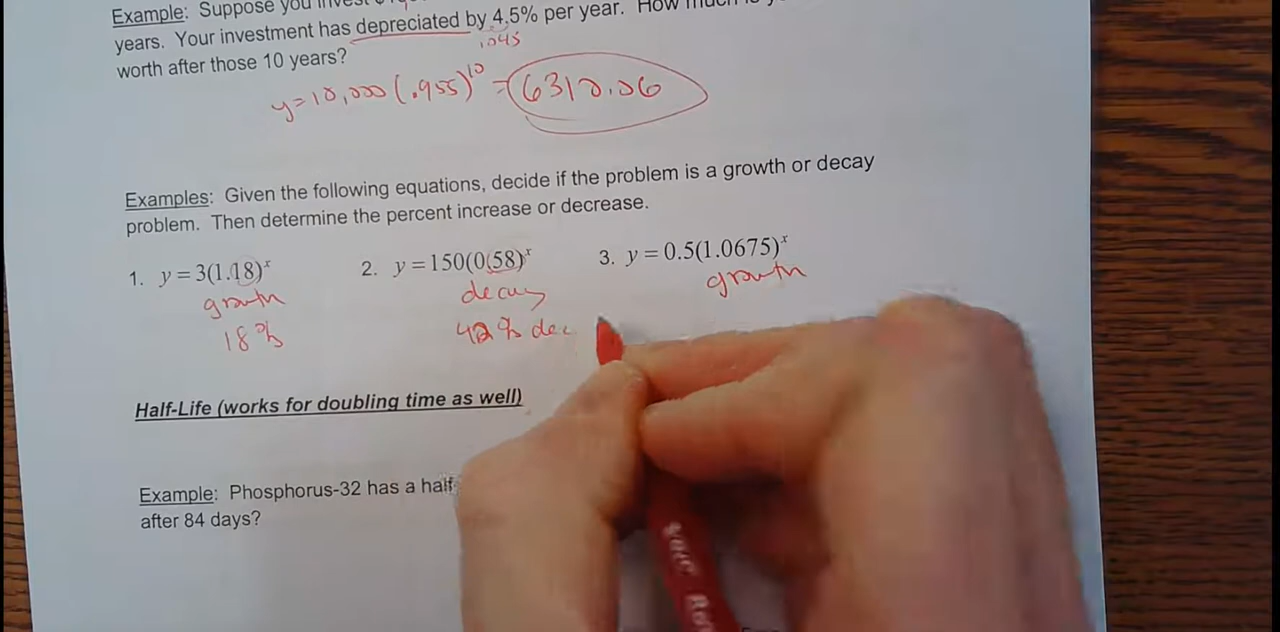 Example: Suppose you invest
years. Your investment has depreciated by 4.5% per year. How much is
.045
worth after those 10 years?
y=10,000(.955)^10 = 6310.06
Examples: Given the following equations, decide if the problem is a growth or decay
problem. Then determine the percent increase or decrease.
1. y = 3(1.18)^x 2. y = 150(0.58)^x 3. y = 0.5(1.0675)^x
growth decay growth
18% 42% dec
Half-Life (works for doubling time as well)
Example: Phosphorus-32 has a half
after 84 days?